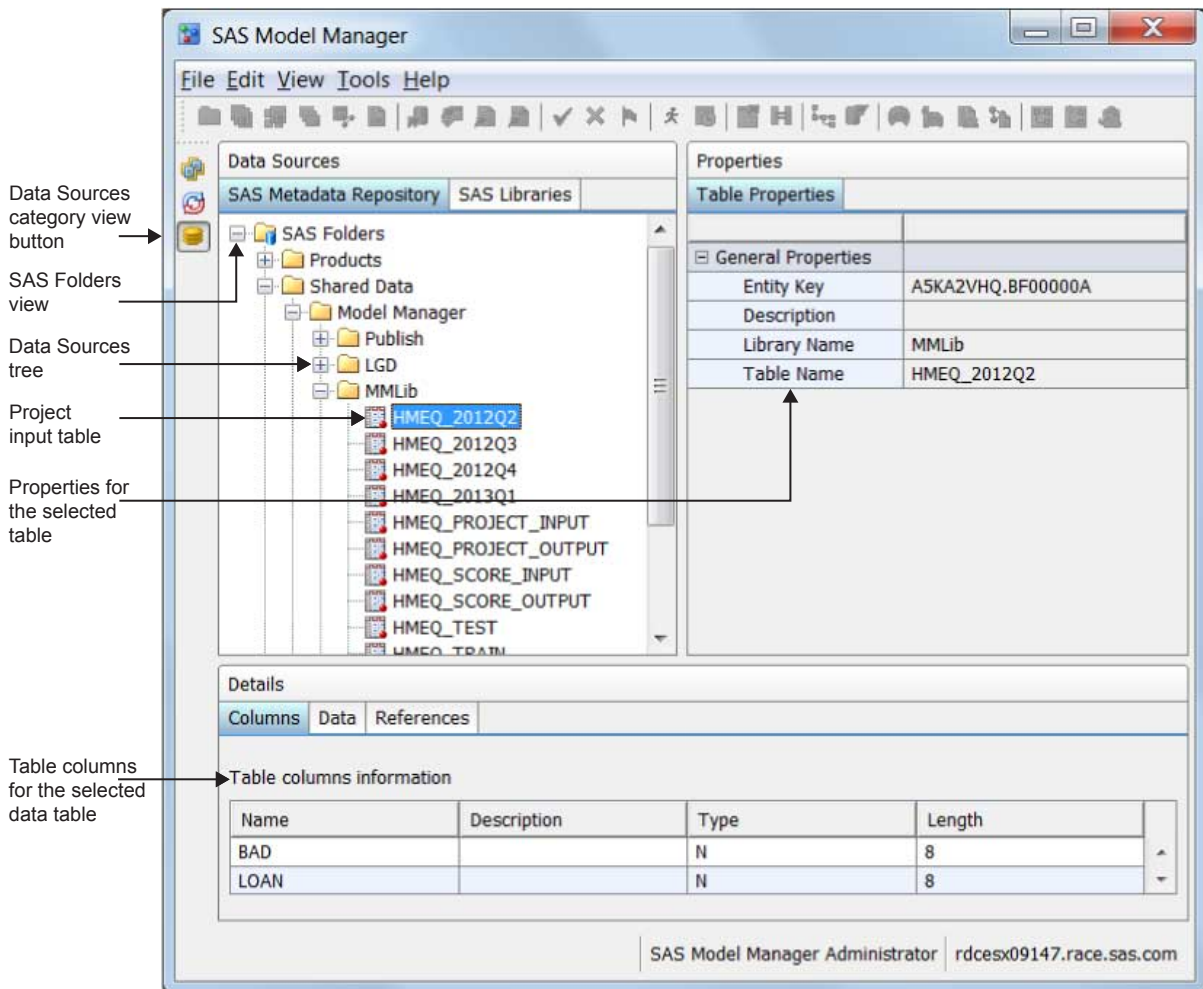 SAS Model Manager
File Edit View Tools Help
Data Sources
Properties
SAS Metadata Repository SAS Libraries
Table Properties
Data Sources
category view
button
SAS Folders
view
Data Sources
tree
Project
input table
Properties for
the selected
table
Table columns
for the selected
data table
SAS Folders
Products
Shared Data
Model Manager
Publish
LGD
MMLib
HMEQ_2012Q2
HMEQ_2012Q3
HMEQ_2012Q4
HMEQ_2013Q1
HMEQ_PROJECT_INPUT
HMEQ_PROJECT_OUTPUT
HMEQ_SCORE_INPUT
HMEQ_SCORE_OUTPUT
HMEQ_TEST
HMEQ_TRAIN
General Properties
Entity Key A5KA2VHQ.BF00000A
Description
Library Name MMLib
Table Name HMEQ_2012Q2
Details
Columns Data References
Table columns information
Name Description Type Length
BAD N 8
LOAN N 8
SAS Model Manager Administrator rdcesx09147.race.sas.com